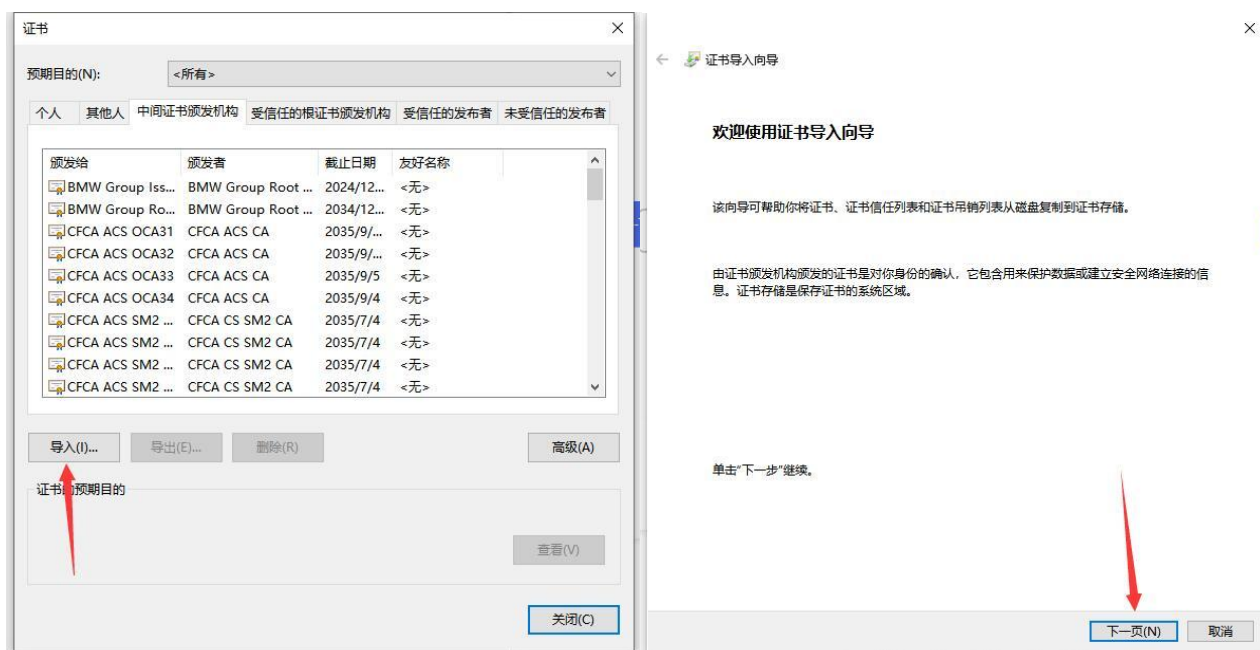 证书
预期目的(N):
<所有>
个人 其他人 中间证书颁发机构 受信任的根证书颁发机构 受信任的发布者 未受信任的发布者
颁发给 颁发者 截止日期 友好名称
BMW Group Iss... BMW Group Root ... 2024/12... <无>
BMW Group Ro... BMW Group Root ... 2034/12... <无>
CFCA ACS OCA31 CFCA ACS CA 2035/9/... <无>
CFCA ACS OCA32 CFCA ACS CA 2035/9/... <无>
CFCA ACS OCA33 CFCA ACS CA 2035/9/5 <无>
CFCA ACS OCA34 CFCA ACS CA 2035/9/4 <无>
CFCA ACS SM2 ... CFCA CS SM2 CA 2035/7/4 <无>
CFCA ACS SM2 ... CFCA CS SM2 CA 2035/7/4 <无>
CFCA ACS SM2 ... CFCA CS SM2 CA 2035/7/4 <无>
CFCA ACS SM2 ... CFCA CS SM2 CA 2035/7/4 <无>
导入(I)... 导出(E)... 删除(R) 高级(A)
证书的预期目的
查看(V)
关闭(C)
证书导入向导
欢迎使用证书导入向导
该向导可帮助你将证书、证书信任列表和证书吊销列表从磁盘复制到证书存储。
由证书颁发机构颁发的证书是对你身份的确认，它包含用来保护数据或建立安全网络连接的信
息。证书存储是保存证书的系统区域。
单击"下一步"继续。
下一页(N) 取消